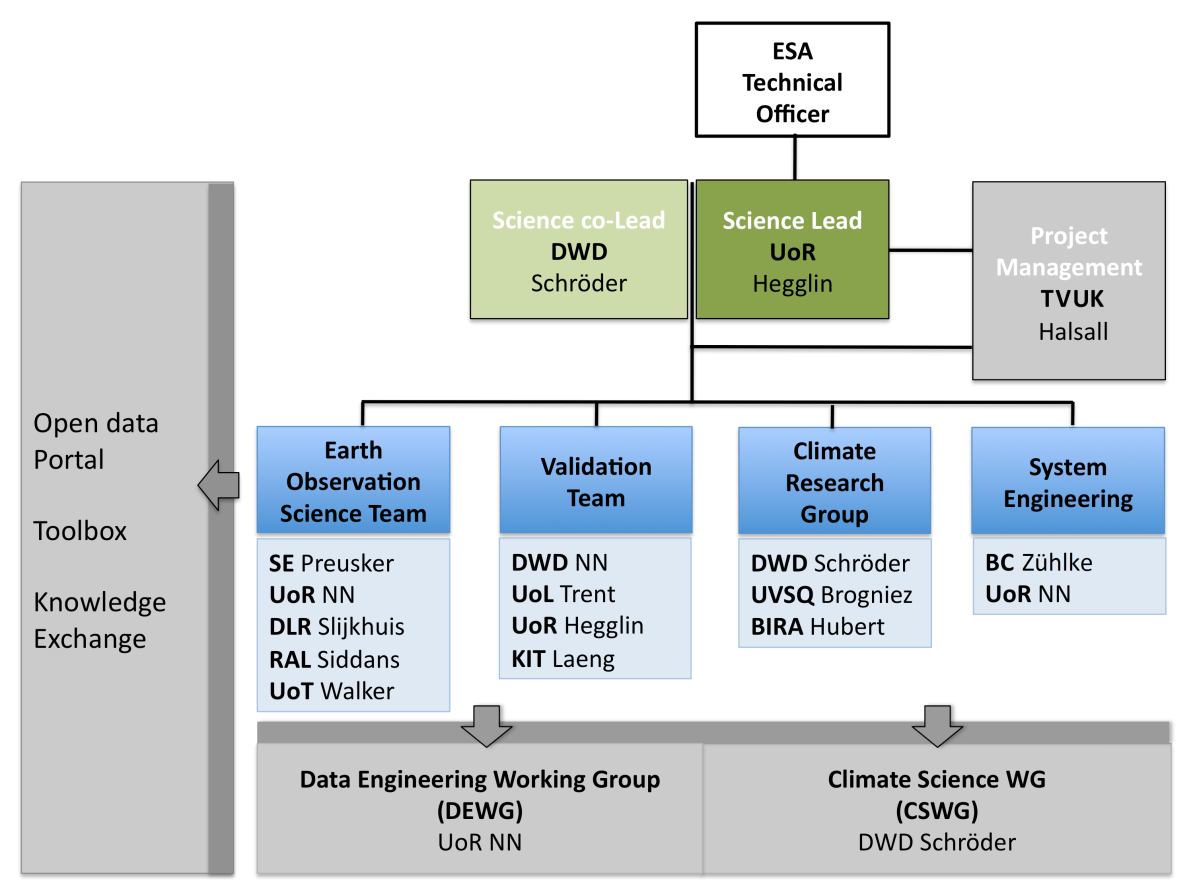 ESA
Technical
Officer
Science co-Lead
DWD
Schröder
Science Lead
UoR
Hegglin
Project
Management
TVUK
Halsall
Open data
Portal
Toolbox
Knowledge
Exchange
Earth
Observation
Science Team
SE Preusker
UoR NN
DLR Slijkhuis
RAL Siddans
UoT Walker
Validation
Team
DWD NN
UoL Trent
UoR Hegglin
KIT Laeng
Climate
Research
Group
DWD Schröder
UVSQ Brogniez
BIRA Hubert
System
Engineering
BC Zühlke
UoR NN
Data Engineering Working Group
(DEWG)
UoR NN
Climate Science WG
(CSWG)
DWD Schröder